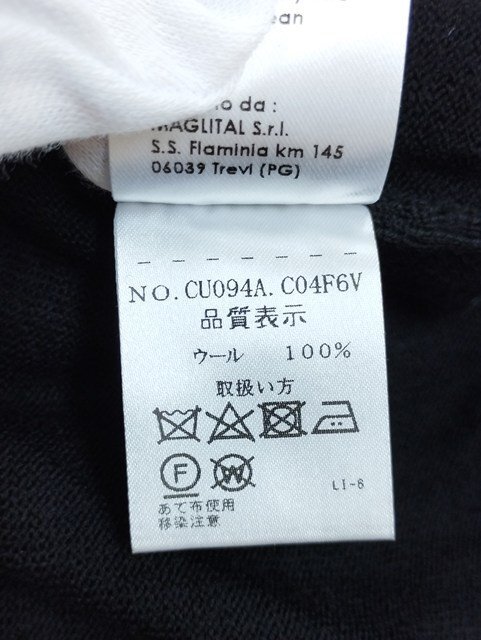 da :
MAGLITAL S.r.l.
S.S. Flaminia km 145
06039 Trevi (PG)
NO.CU094A.C04F6V
品質表示
ウール 100%
取扱い方
F W
LI-8
あて布使用
移染注意